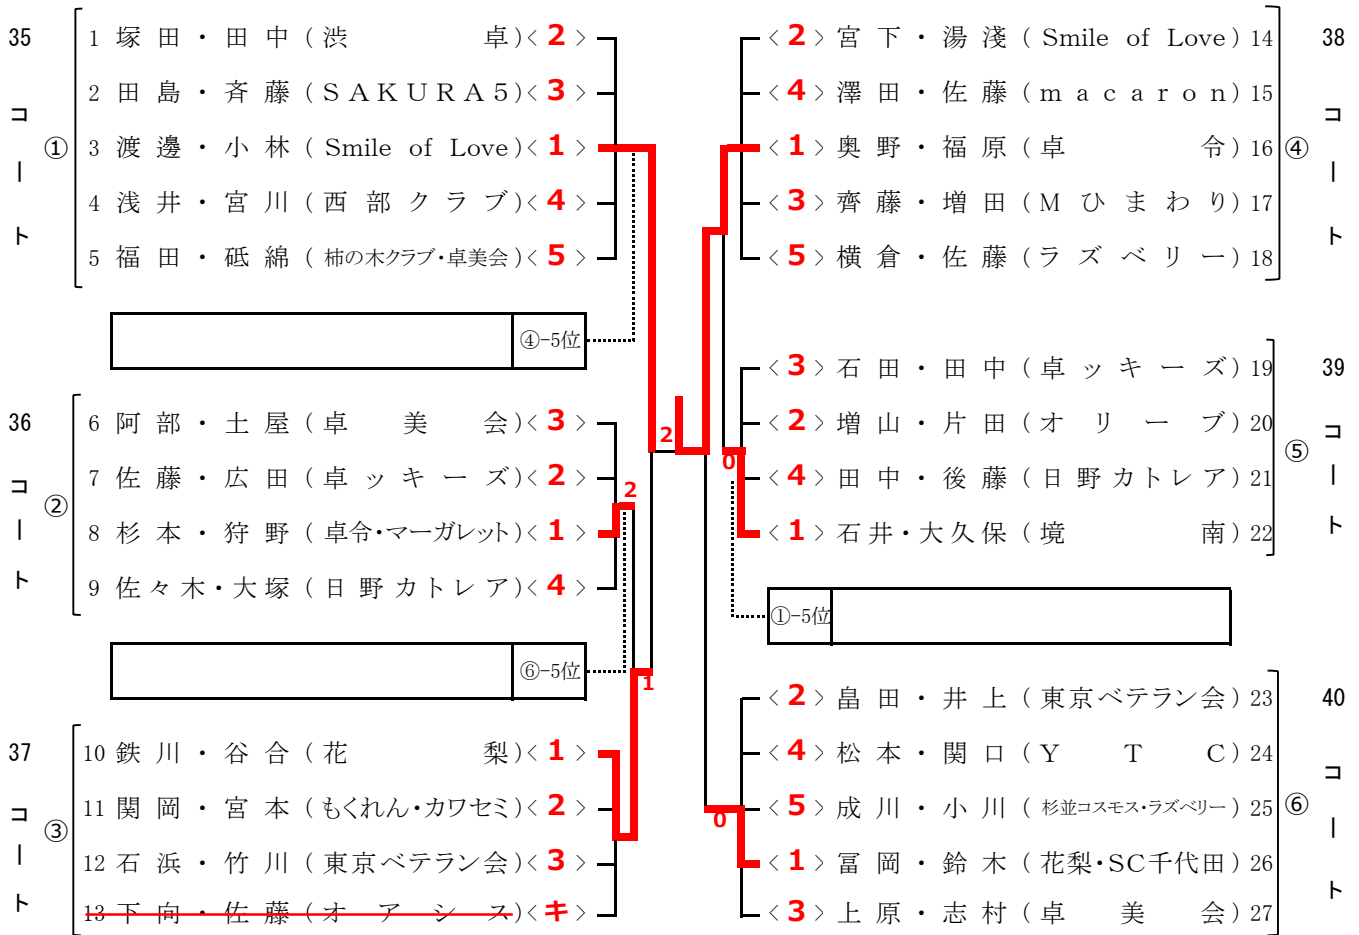 35 コート ①
1 塚田・田中(渋卓)<2>
2 田島・斉藤(SAKURA5)<3>
3 渡邊・小林(Smile of Love)<1>
4 浅井・宮川(西部クラブ)<4>
5 福田・砥綿(柿の木クラブ・卓美会)<5>
④-5位
36 コート ②
6 阿部・土屋(卓美会)<3>
7 佐藤・広田(卓ッキーズ)<2>
8 杉本・狩野(卓令・マーガレット)<1>
9 佐々木・大塚(日野カトレア)<4>
2
⑥-5位
1
37 コート ③
10 鉄川・谷合(花梨)<1>
11 関岡・宮本(もくれん・カワセミ)<2>
12 石浜・竹川(東京ベテラン会)<3>
13 下向・佐藤(オアシス)<キ>
2
38 コート ④
<2>宮下・湯淺(Smile of Love)14
<4>澤田・佐藤(macaron)15
<1>奥野・福原(卓令)16
<3>齊藤・増田(Mひまわり)17
<5>横倉・佐藤(ラズベリー)18
39 コート ⑤
<3>石田・田中(卓ッキーズ)19
<2>増山・片田(オリーブ)20
<4>田中・後藤(日野カトレア)21
<1>石井・大久保(境南)22
0
①-5位
40 コート ⑥
<2>畠田・井上(東京ベテラン会)23
<4>松本・関口(YTC)24
<5>成川・小川(杉並コスモス・ラズベリー)25
<1>冨岡・鈴木(花梨・SC千代田)26
<3>上原・志村(卓美会)27
0